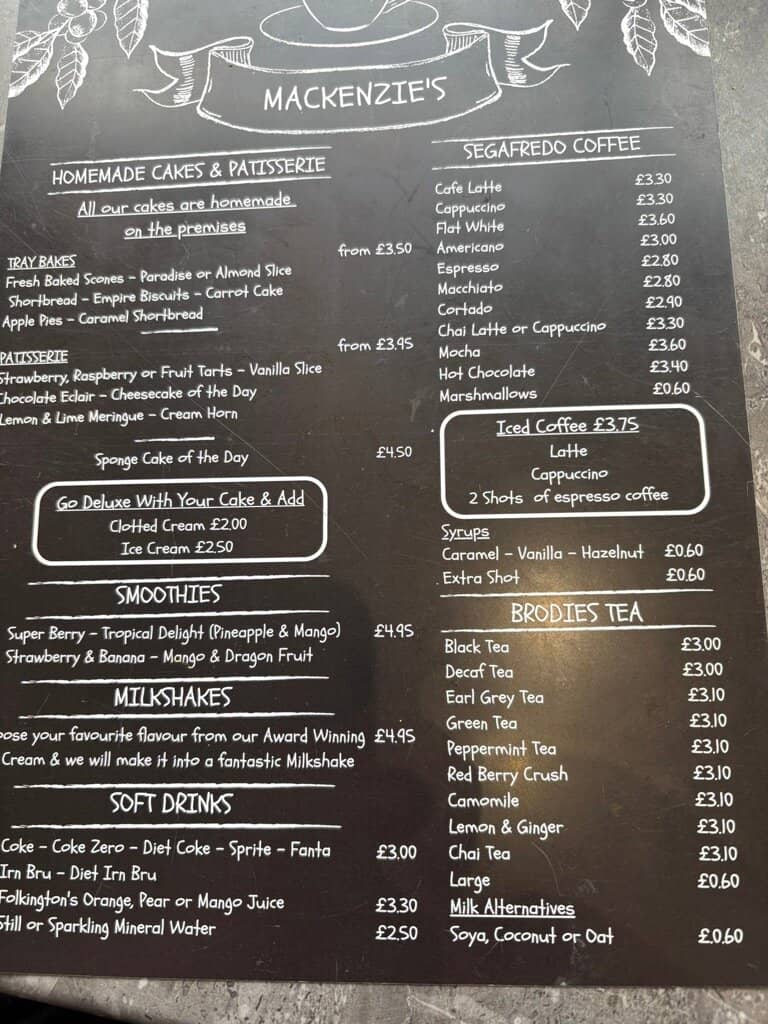 MACKENZIE'S
HOMEMADE CAKES & PATISSERIE
All our cakes are homemade
on the premises
from £3.50
TRAY BAKES
Fresh Baked Scones - Paradise or Almond Slice
Shortbread - Empire Biscuits - Carrot Cake
Apple Pies - Caramel Shortbread
from £3.95
PATISSERIE
Strawberry, Raspberry or Fruit Tarts - Vanilla Slice
Chocolate Eclair - Cheesecake of the Day
Lemon & Lime Meringue - Cream Horn
Sponge Cake of the Day £4.50
Go Deluxe With Your Cake & Add
Clotted Cream £2.00
Ice Cream £2.50
SMOOTHIES
Super Berry - Tropical Delight (Pineapple & Mango) £4.95
Strawberry & Banana - Mango & Dragon Fruit
MILKSHAKES
oose your favourite flavour from our Award Winning £4.95
Cream & we will make it into a fantastic Milkshake
SOFT DRINKS
Coke - Coke Zero - Diet Coke - Sprite - Fanta £3.00
Irn Bru - Diet Irn Bru
Folkington's Orange, Pear or Mango Juice £3.30
Still or Sparkling Mineral Water £2.50
SEGAFREDO COFFEE
Cafe Latte £3.30
Cappuccino £3.30
Flat White £3.60
Americano £3.00
Espresso £2.80
Macchiato £2.80
Cortado £2.90
Chai Latte or Cappuccino £3.30
Mocha £3.60
Hot Chocolate £3.40
Marshmallows £0.60
Iced Coffee £3.75
Latte
Cappuccino
2 Shots of espresso coffee
Syrups
Caramel - Vanilla - Hazelnut £0.60
Extra Shot £0.60
BRODIES TEA
Black Tea £3.00
Decaf Tea £3.00
Earl Grey Tea £3.10
Green Tea £3.10
Peppermint Tea £3.10
Red Berry Crush £3.10
Camomile £3.10
Lemon & Ginger £3.10
Chai Tea £3.10
Large £0.60
Milk Alternatives
Soya, Coconut or Oat £0.60